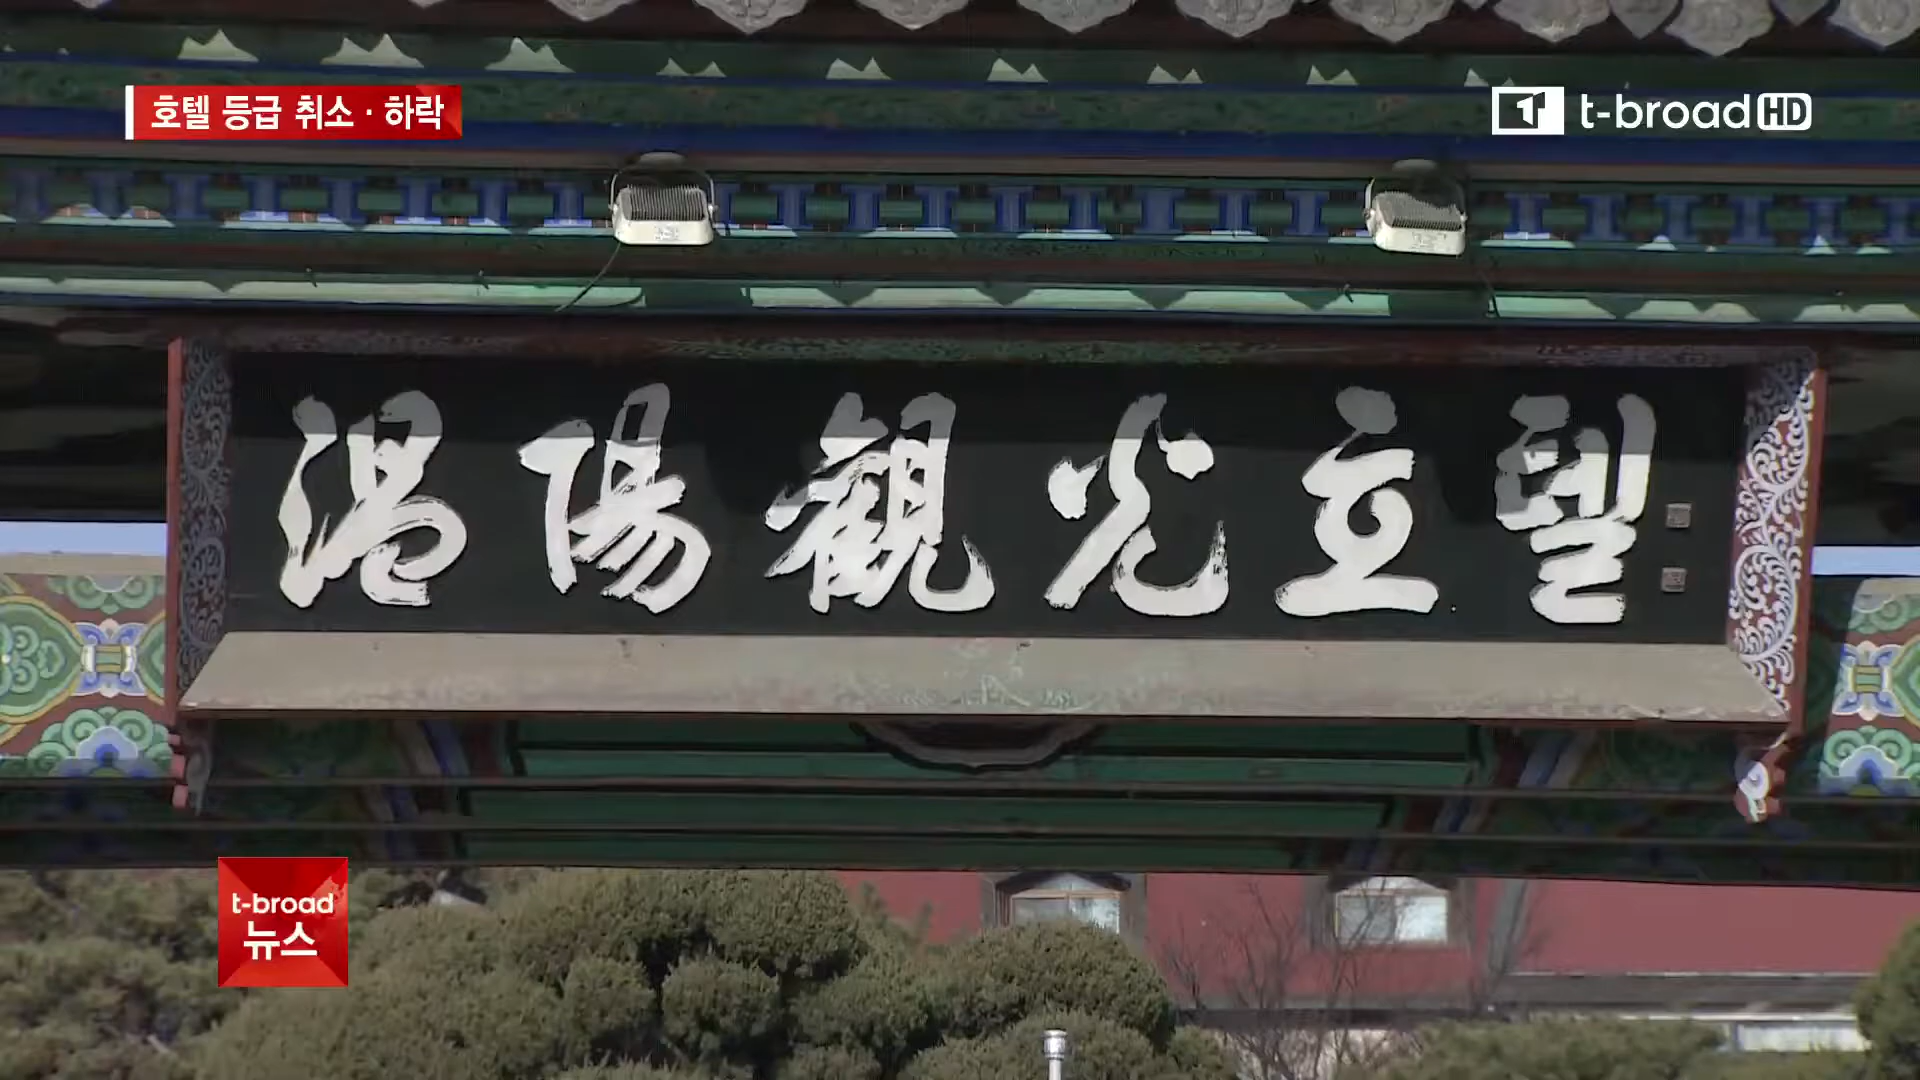 호텔 등급 취소·하락
t-broad HD
溫陽觀光호텔
t-broad
뉴스